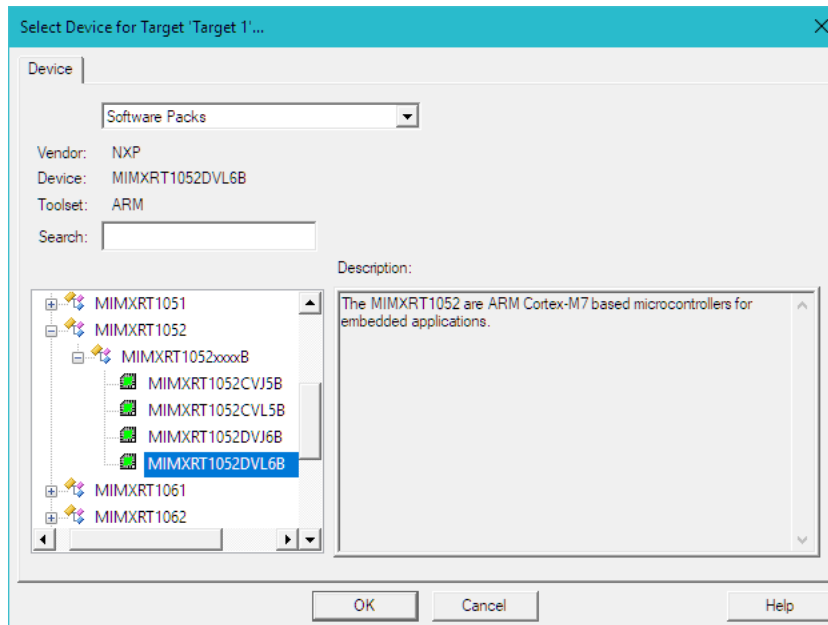 Select Device for Target 'Target 1'...
Device
Software Packs
Vendor: NXP
Device: MIMXRT1052DVL6B
Toolset: ARM
Search:
Description:
MIMXRT1051
MIMXRT1052
MIMXRT1052xxxxB
MIMXRT1052CVJ5B
MIMXRT1052CVL5B
MIMXRT1052DVJ6B
MIMXRT1052DVL6B
MIMXRT1061
MIMXRT1062
The MIMXRT1052 are ARM Cortex-M7 based microcontrollers for
embedded applications.
OK Cancel Help